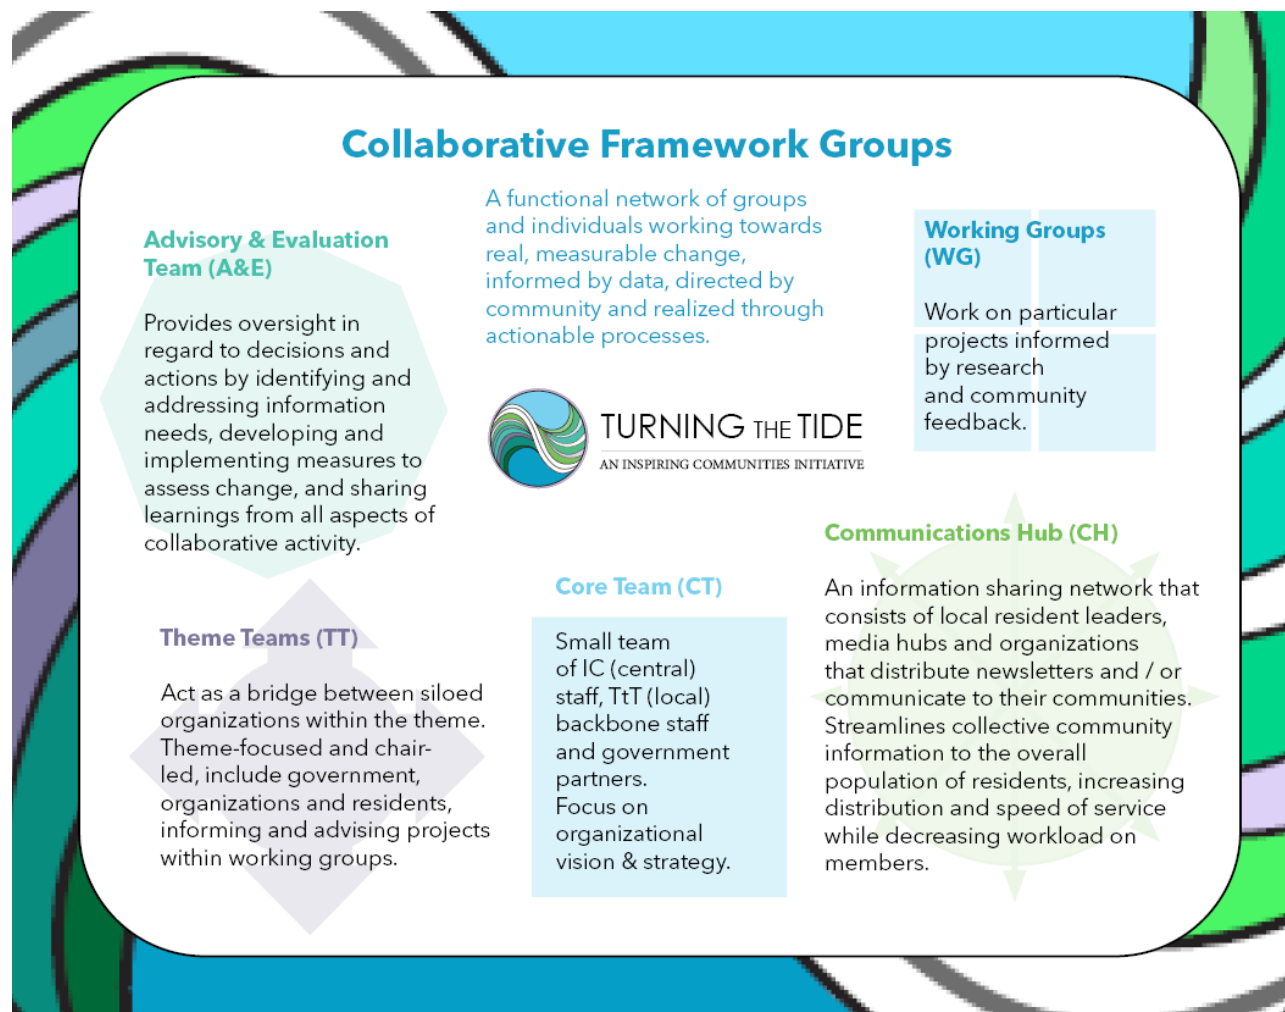 Collaborative Framework Groups
A functional network of groups
and individuals working towards
real, measurable change,
informed by data, directed by
community and realized through
actionable processes.
Advisory & Evaluation
Team (A&E)
Provides oversight in
regard to decisions and
actions by identifying and
addressing information
needs, developing and
implementing measures to
assess change, and sharing
learnings from all aspects of
collaborative activity.
Working Groups
(WG)
Work on particular
projects informed
by research
and community
feedback.
TURNING THE TIDE
AN INSPIRING COMMUNITIES INITIATIVE
Theme Teams (TT)
Act as a bridge between siloed
organizations within the theme.
Theme-focused and chair-
led, include government,
organizations and residents,
informing and advising projects
within working groups.
Core Team (CT)
Small team
of IC (central)
staff, TtT (local)
backbone staff
and government
partners.
Focus on
organizational
vision & strategy.
Communications Hub (CH)
An information sharing network that
consists of local resident leaders,
media hubs and organizations
that distribute newsletters and / or
communicate to their communities.
Streamlines collective community
information to the overall
population of residents, increasing
distribution and speed of service
while decreasing workload on
members.